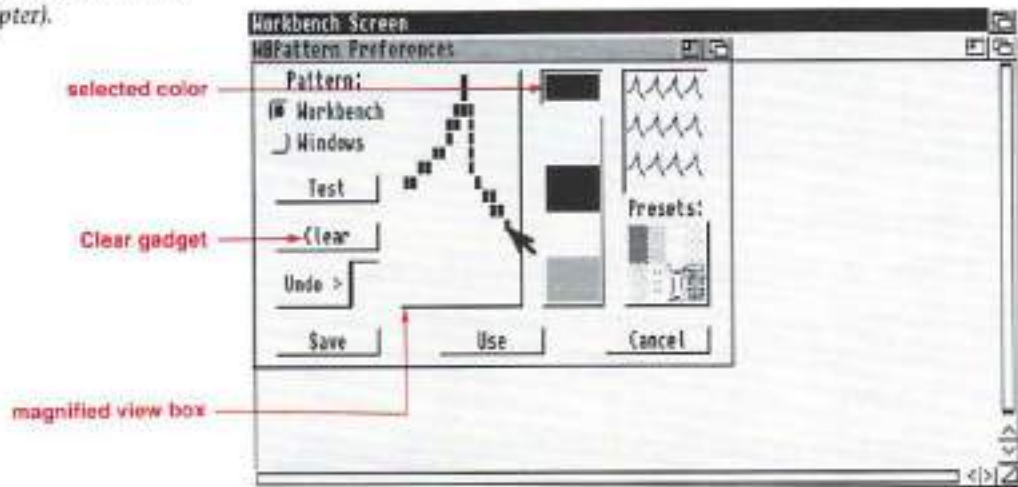 pter).
Workbench Screen
WBPattern Preferences
Pattern:
selected color
Workbench
Windows
Test
Presets:
Clear gadget
Clear
Undo >
Save
Use
Cancel
magnified view box